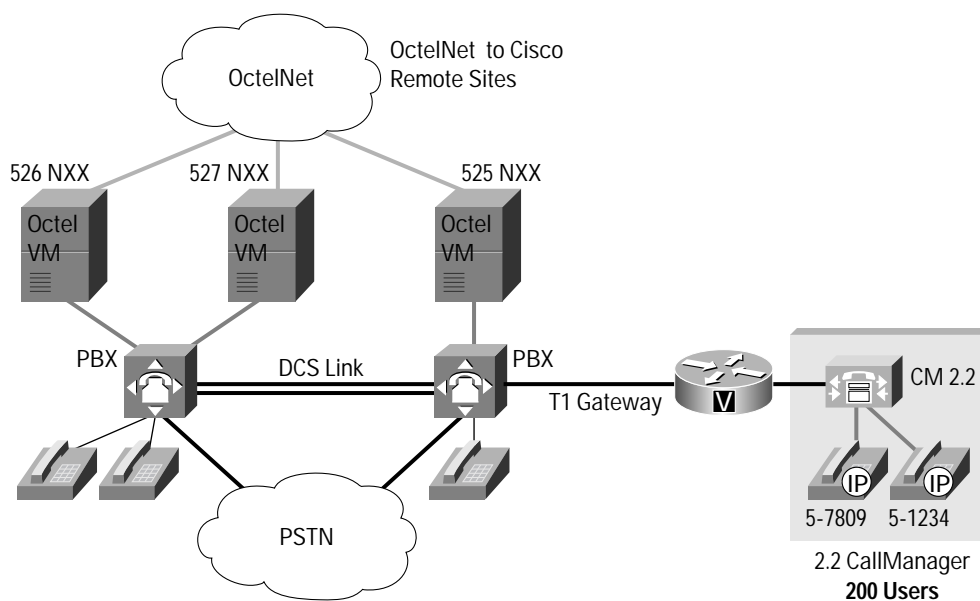 OctelNet
OctelNet to Cisco
Remote Sites
526 NXX
527 NXX
525 NXX
Octel
VM
Octel
VM
Octel
VM
PBX
DCS Link
PBX
T1 Gateway
V
CM 2.2
IP
IP
5-7809
5-1234
PSTN
2.2 CallManager
200 Users